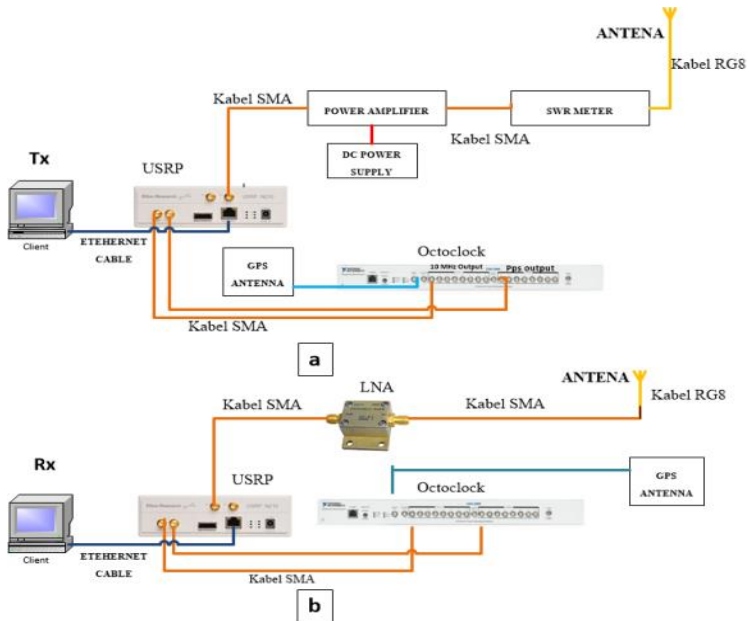 ANTENA
Kabel RG8
Kabel SMA
POWER AMPLIFIER
SWR METER
Kabel SMA
DC POWER
SUPPLY
Tx
USRP
Client
ETEHERNET
CABLE
GPS
ANTENNA
Octoclock
10 MHz Output
Pps output
Kabel SMA
a
LNA
ANTENA
Kabel RG8
Kabel SMA
Kabel SMA
Rx
USRP
Octoclock
GPS
ANTENNA
Client
ETEHERNET
CABLE
Kabel SMA
b